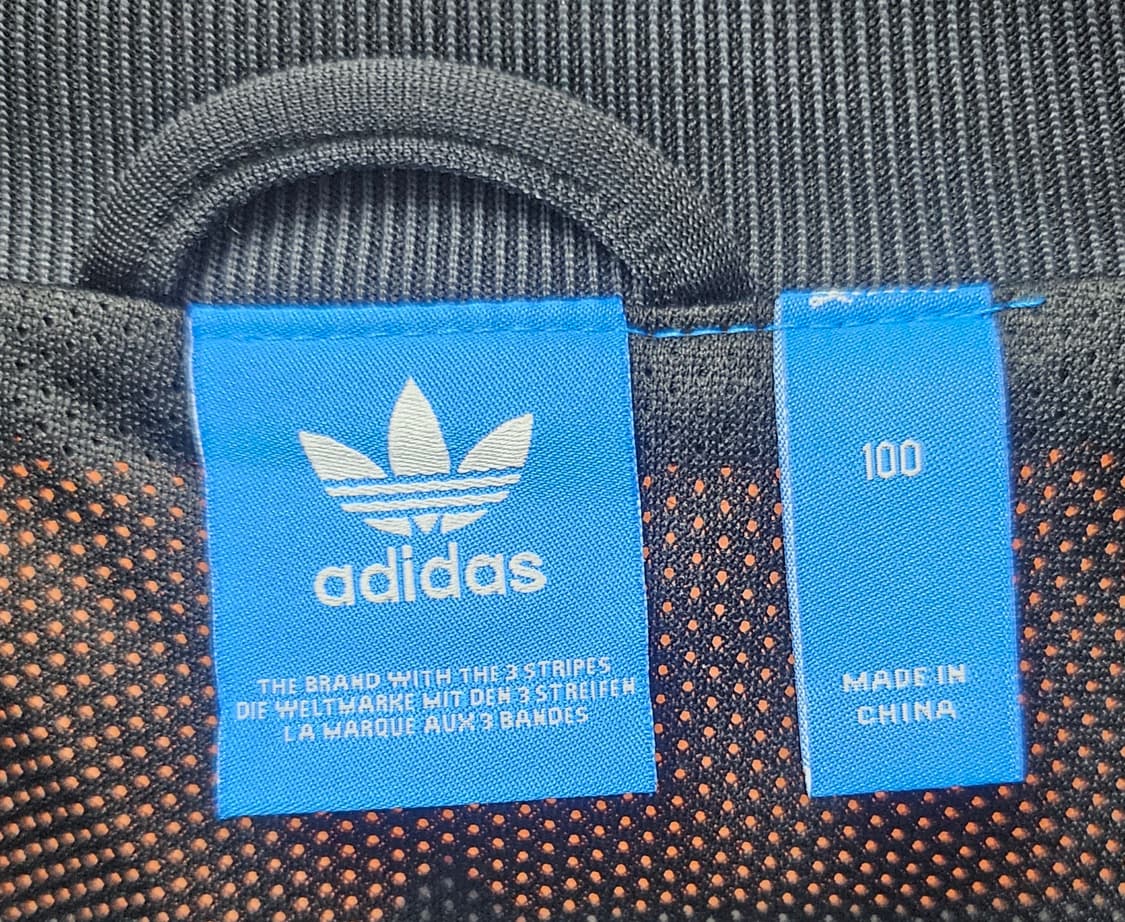 adidas
THE BRAND WITH THE 3 STRIPES
DIE WELTMARKE MIT DEN 3 STREIFEN
LA MARQUE AUX 3 BANDES
100
MADE IN
CHINA